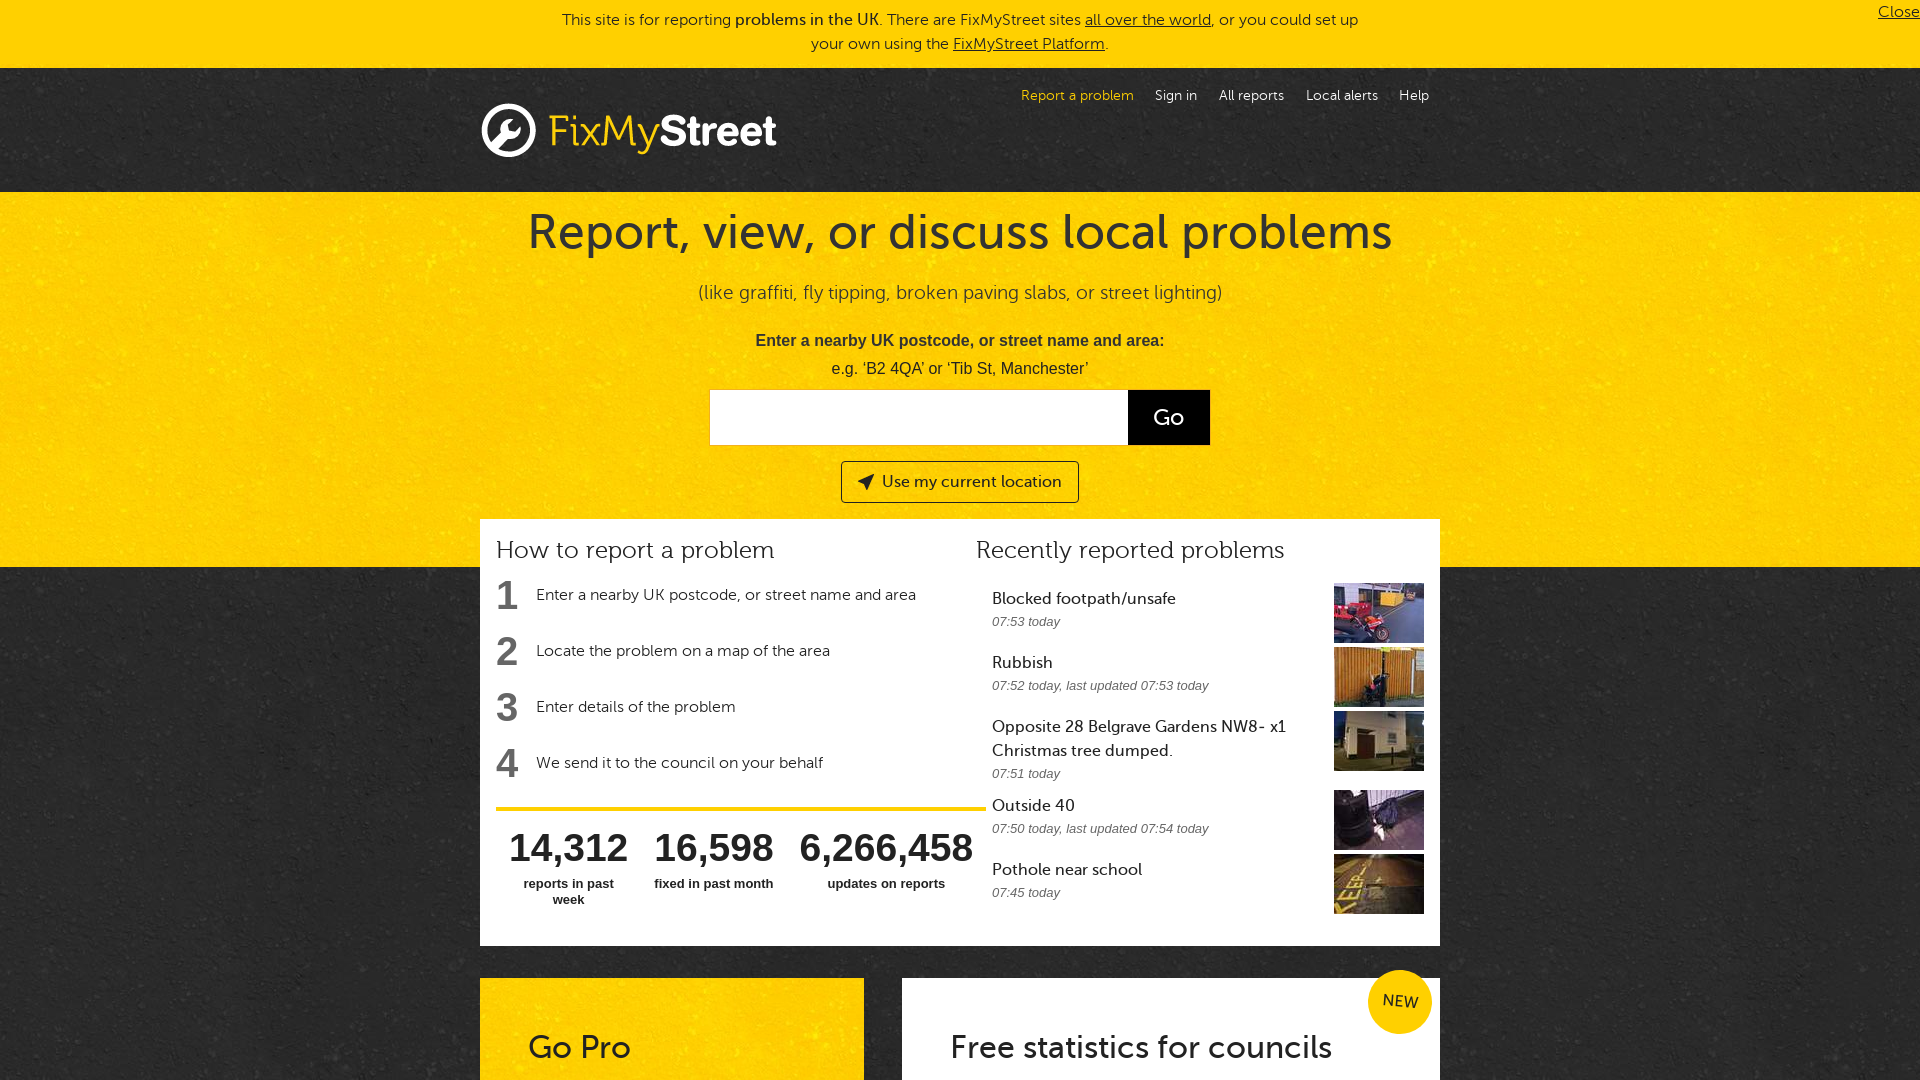 This site is for reporting problems in the UK. There are FixMyStreet sites all over the world, or you could set up
your own using the FixMyStreet Platform.
Close
Report a problem
Sign in
All reports
Local alerts
Help
FixMyStreet
Report, view, or discuss local problems
(like graffiti, fly tipping, broken paving slabs, or street lighting)
Enter a nearby UK postcode, or street name and area:
e.g. ‘B2 4QA’ or ‘Tib St, Manchester’
Go
Use my current location
How to report a problem
1 Enter a nearby UK postcode, or street name and area
2 Locate the problem on a map of the area
3 Enter details of the problem
4 We send it to the council on your behalf
14,312
reports in past
week
16,598
fixed in past month
6,266,458
updates on reports
Recently reported problems
Blocked footpath/unsafe
07:53 today
Rubbish
07:52 today, last updated 07:53 today
Opposite 28 Belgrave Gardens NW8- x1
Christmas tree dumped.
07:51 today
Outside 40
07:50 today, last updated 07:54 today
Pothole near school
07:45 today
KEEP
Go Pro
NEW
Free statistics for councils